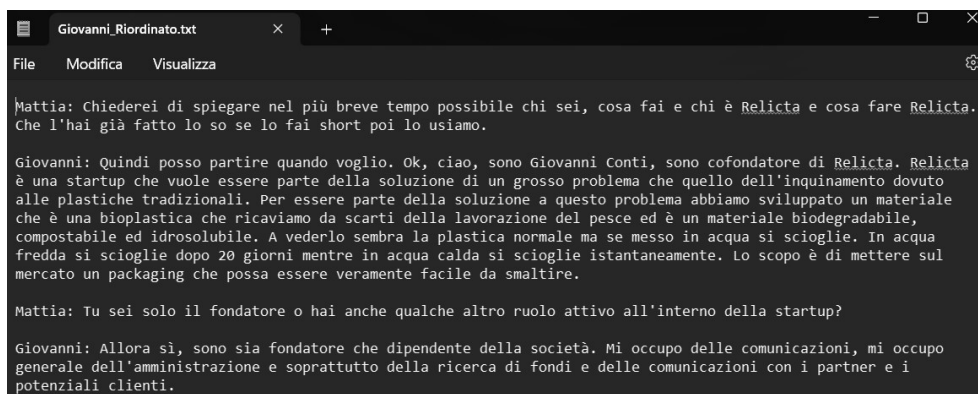 Giovanni_Riordinato.txt
File Modifica Visualizza
Mattia: Chiederei di spiegare nel più breve tempo possibile chi sei, cosa fai e chi è Relicta e cosa fare Relicta.
Che l'hai già fatto lo so se lo fai short poi lo usiamo.
Giovanni: Quindi posso partire quando voglio. Ok, ciao, sono Giovanni Conti, sono cofondatore di Relicta. Relicta
è una startup che vuole essere parte della soluzione di un grosso problema che quello dell'inquinamento dovuto
alle plastiche tradizionali. Per essere parte della soluzione a questo problema abbiamo sviluppato un materiale
che è una bioplastica che ricaviamo da scarti della lavorazione del pesce ed è un materiale biodegradabile,
compostabile ed idrosolubile. A vederlo sembra la plastica normale ma se messo in acqua si scioglie. In acqua
fredda si scioglie dopo 20 giorni mentre in acqua calda si scioglie istantaneamente. Lo scopo è di mettere sul
mercato un packaging che possa essere veramente facile da smaltire.
Mattia: Tu sei solo il fondatore o hai anche qualche altro ruolo attivo all'interno della startup?
Giovanni: Allora sì, sono sia fondatore che dipendente della società. Mi occupo delle comunicazioni, mi occupo
generale dell'amministrazione e soprattutto della ricerca di fondi e delle comunicazioni con i partner e i
potenziali clienti.